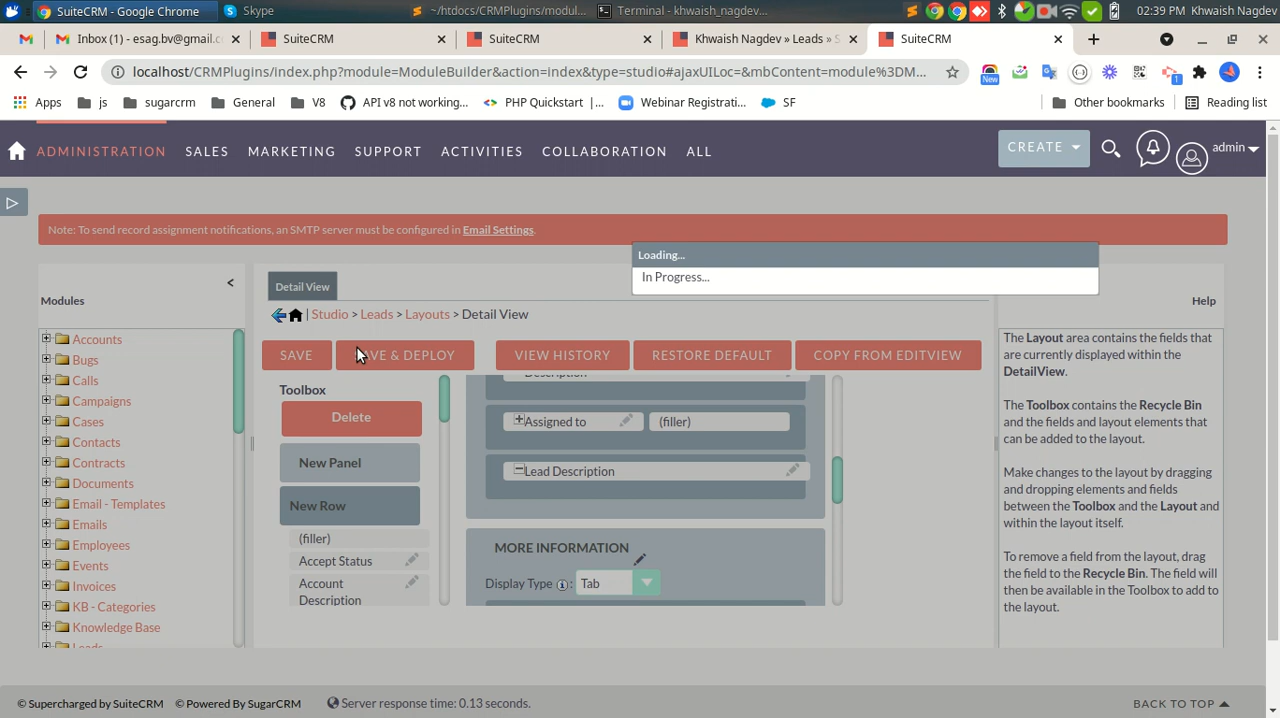 SuiteCRM - Google Chrome
Skype
~/htdocs/CRMPlugins/modul...
Terminal - khwaish_nagdev...
02:39 PM Khwaish Nagdev
Inbox (1) - esag.bv@gmail.c
SuiteCRM
SuiteCRM
Khwaish Nagdev » Leads » S
SuiteCRM
localhost/CRMPlugins/index.php?module=ModuleBuilder&action=index&type=studio#ajaxUILoc=&mbContent=module%3DM...
New
1
Apps
js
sugarcrm
General
V8
API v8 not working...
PHP Quickstart |...
Webinar Registrati...
SF
Other bookmarks
Reading list
ADMINISTRATION
SALES
MARKETING
SUPPORT
ACTIVITIES
COLLABORATION
ALL
CREATE
admin
Note: To send record assignment notifications, an SMTP server must be configured in Email Settings.
Loading...
In Progress...
Modules
<
Accounts
Bugs
Calls
Campaigns
Cases
Contacts
Contracts
Documents
Email - Templates
Emails
Employees
Events
Invoices
KB - Categories
Knowledge Base
Leads
Detail View
| Studio > Leads > Layouts > Detail View
SAVE
& DEPLOY
VIEW HISTORY
RESTORE DEFAULT
COPY FROM EDITVIEW
Toolbox
Delete
New Panel
New Row
(filler)
Accept Status
Account
Description
Description
Assigned to
(filler)
Lead Description
MORE INFORMATION
Display Type : Tab
Help
The Layout area contains the fields that
are currently displayed within the
DetailView.
The Toolbox contains the Recycle Bin
and the fields and layout elements that
can be added to the layout.
Make changes to the layout by dragging
and dropping elements and fields
between the Toolbox and the Layout and
within the layout itself.
To remove a field from the layout, drag
the field to the Recycle Bin. The field will
then be available in the Toolbox to add to
the layout.
© Supercharged by SuiteCRM
© Powered By SugarCRM
Server response time: 0.13 seconds.
BACK TO TOP